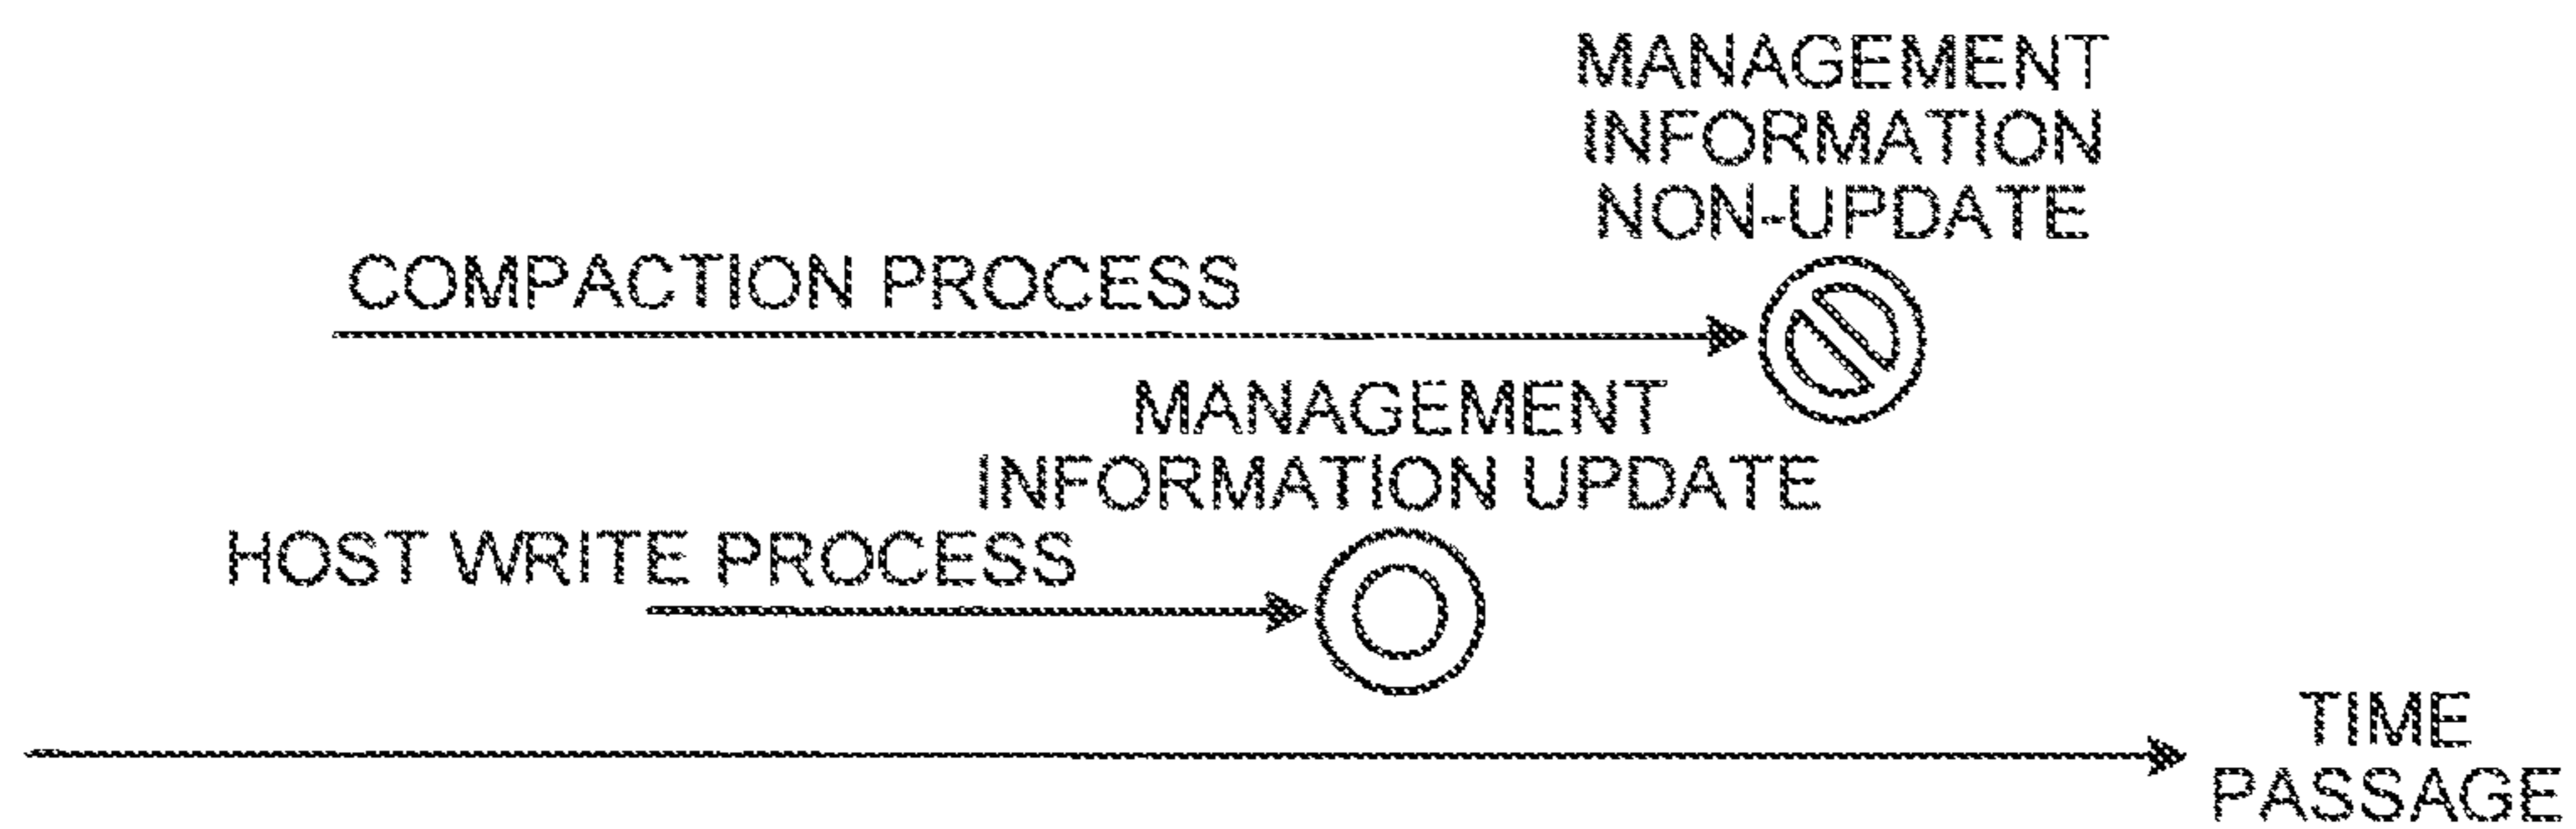 MANAGEMENT
INFORMATION
NON-UPDATE
COMPACTION PROCESS
MANAGEMENT
INFORMATION UPDATE
HOST WRITE PROCESS
TIME
PASSAGE